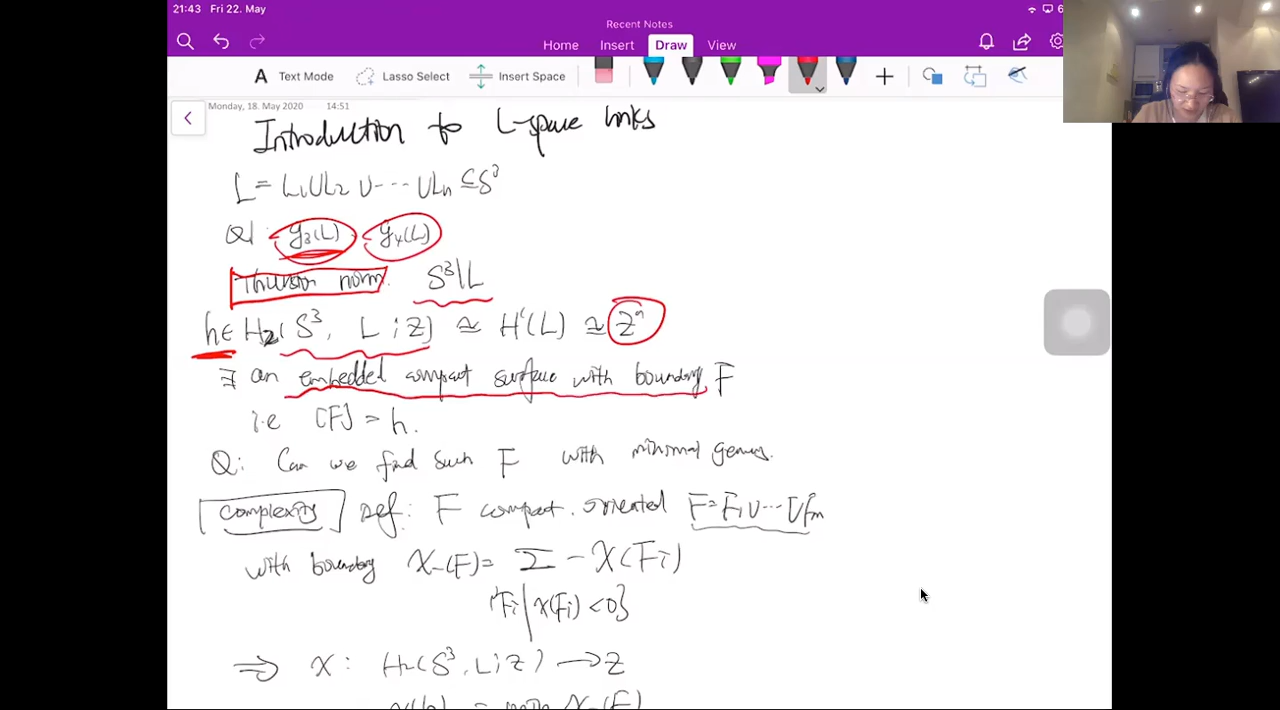 21:43 Fri 22. May
Recent Notes
Home Insert Draw View
Text Mode Lasso Select Insert Space
Monday, 18. May 2020 14:51
Introduction to L-space links
L = L₁∪L₂ ∪ ⋯ ∪Lₙ ⊆S³
Q: g₃(L) g₄(L)
Thurston norm. S³\L
h∈ H₂(S³, L; Z) ≅ H¹(L) ≅ Zⁿ
∃ an embedded compact surface with boundary F
i.e [F] = h.
Q: Can we find such F with minimal genus.
complexity Def: F compact. oriented F=F₁∪⋯∪Fm
with boundary χ₋(F)= Σ −χ(Fi)
{Fi | χ(Fi) <0}
⇒ χ: H₂(S³, L; Z) → Z